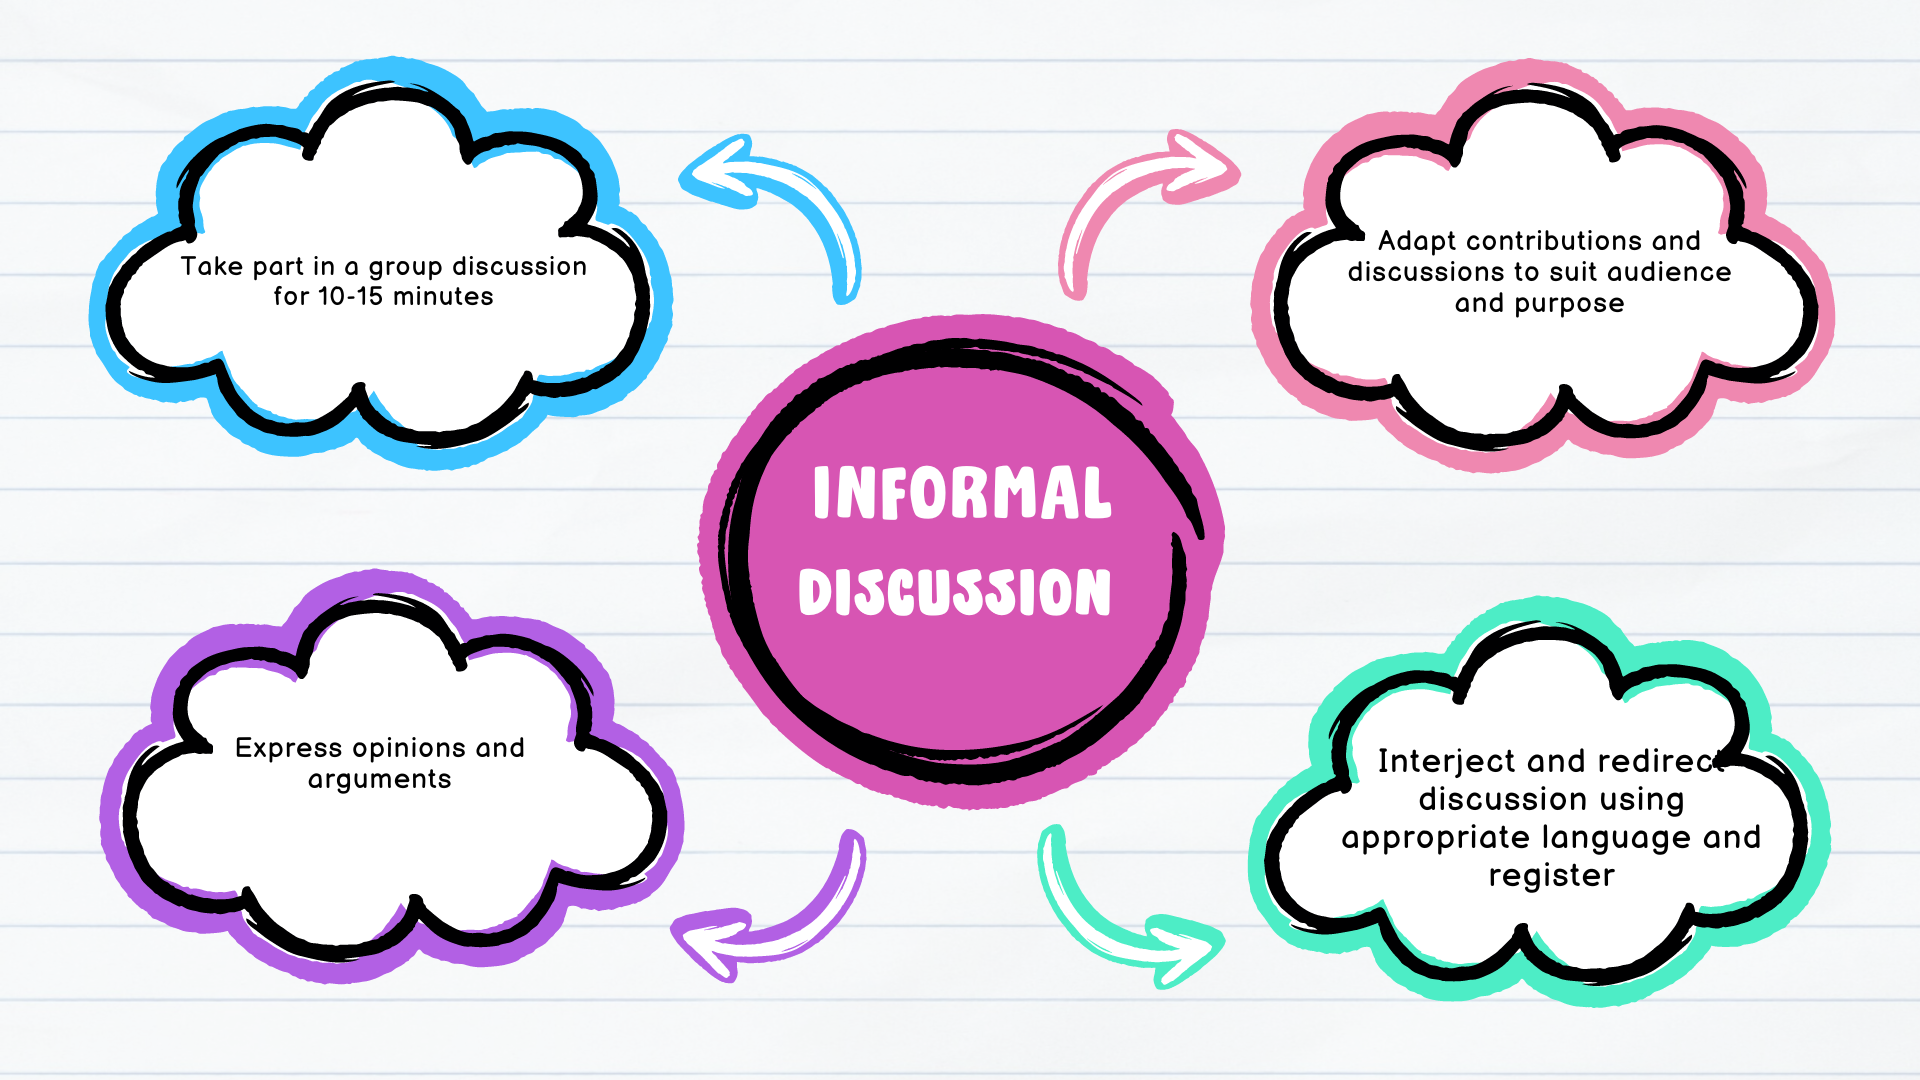 Take part in a group discussion
for 10-15 minutes
Adapt contributions and
discussions to suit audience
and purpose
INFORMAL
DISCUSSION
Express opinions and
arguments
Interject and redirect
discussion using
appropriate language and
register